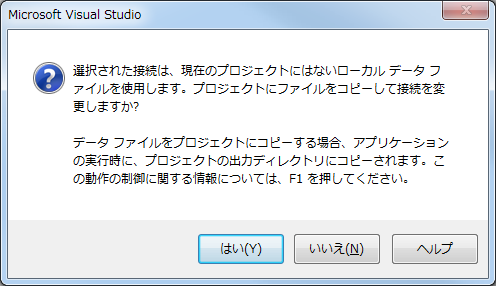 Microsoft Visual Studio
選択された接続は、現在のプロジェクトにはないローカル データ フ
ァイルを使用します。プロジェクトにファイルをコピーして接続を変
更しますか?
データ ファイルをプロジェクトにコピーする場合、アプリケーション
の実行時に、プロジェクトの出力ディレクトリにコピーされます。こ
の動作の制御に関する情報については、F1 を押してください。
はい(Y)
いいえ(N)
ヘルプ